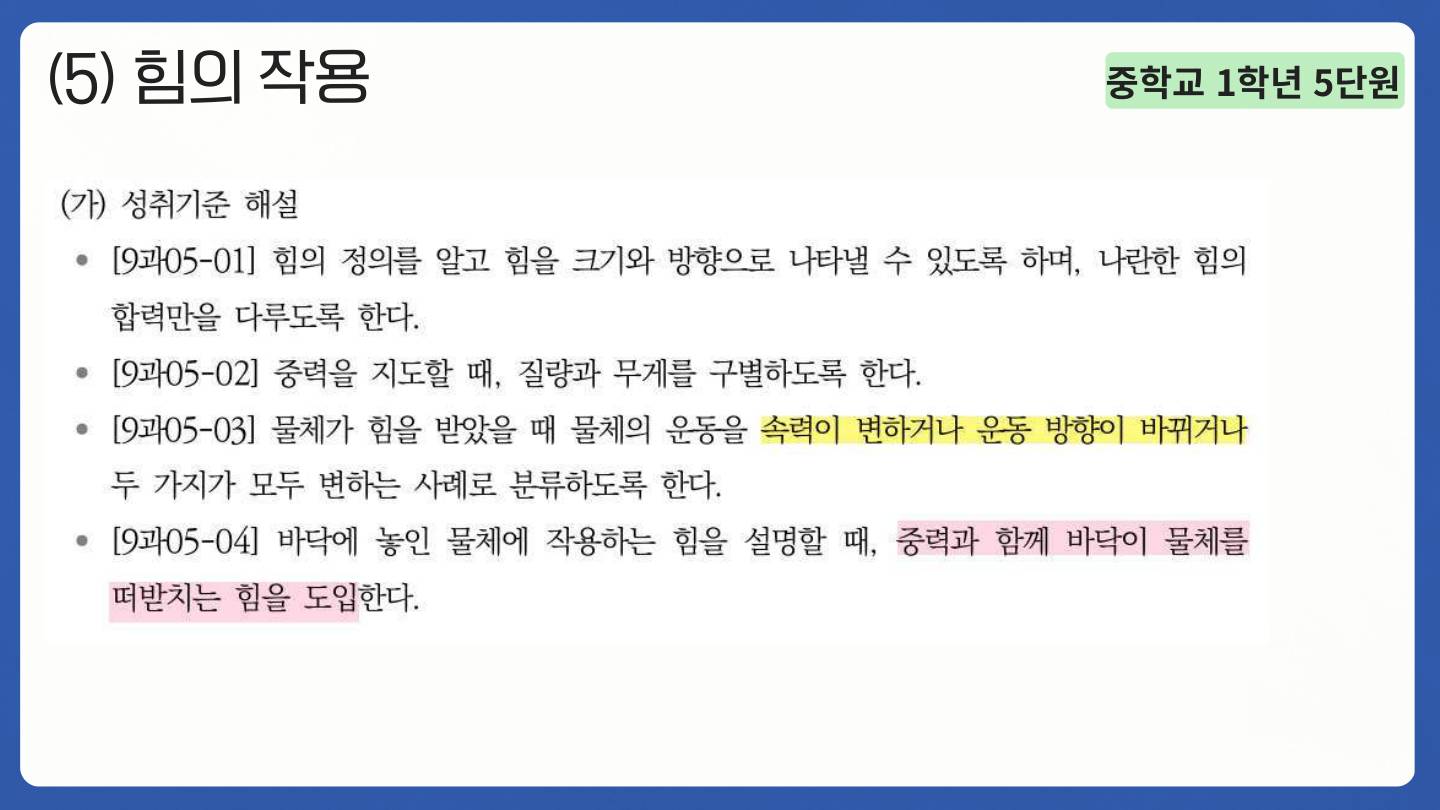 (5) 힘의 작용
중학교 1학년 5단원
(가) 성취기준 해설
• [9과05-01] 힘의 정의를 알고 힘을 크기와 방향으로 나타낼 수 있도록 하며, 나란한 힘의
합력만을 다루도록 한다.
• [9과05-02] 중력을 지도할 때, 질량과 무게를 구별하도록 한다.
• [9과05-03] 물체가 힘을 받았을 때 물체의 운동을 속력이 변하거나 운동 방향이 바뀌거나
두 가지가 모두 변하는 사례로 분류하도록 한다.
• [9과05-04] 바닥에 놓인 물체에 작용하는 힘을 설명할 때, 중력과 함께 바닥이 물체를
떠받치는 힘을 도입한다.